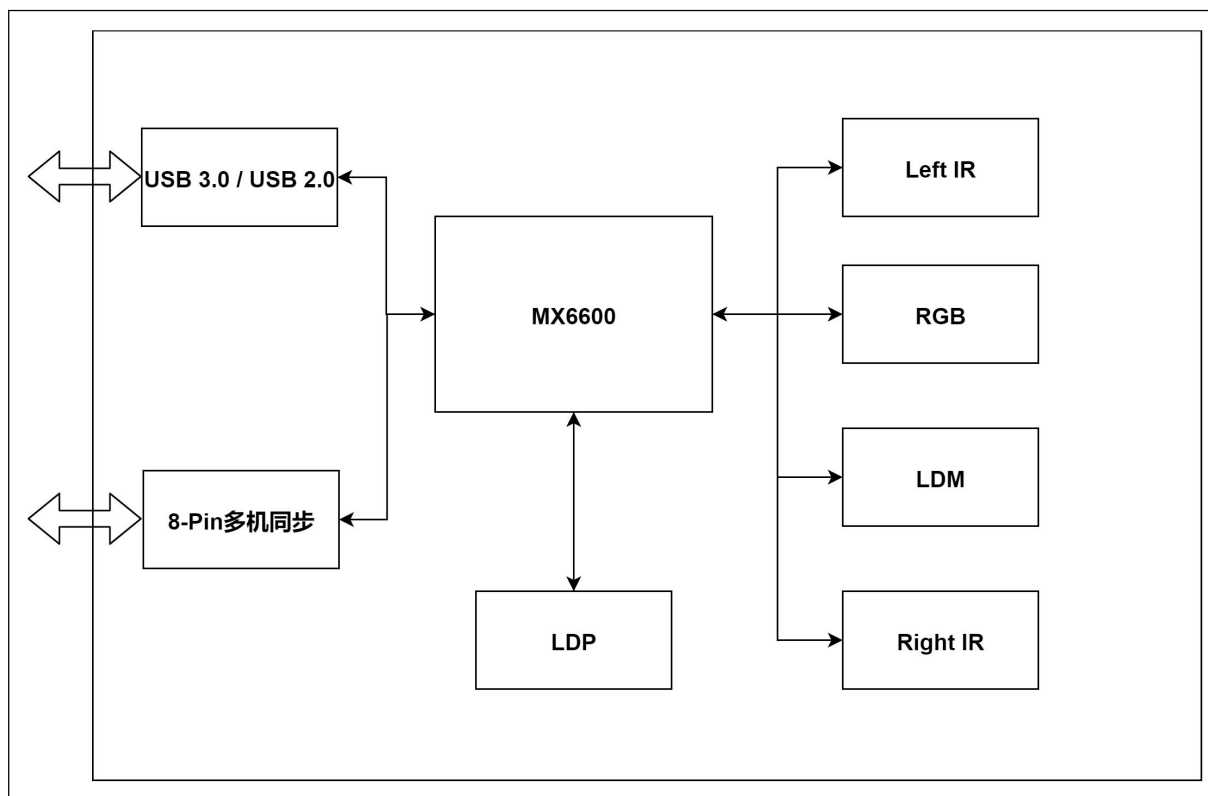 USB 3.0 / USB 2.0
Left IR
MX6600
RGB
8-Pin多机同步
LDM
LDP
Right IR